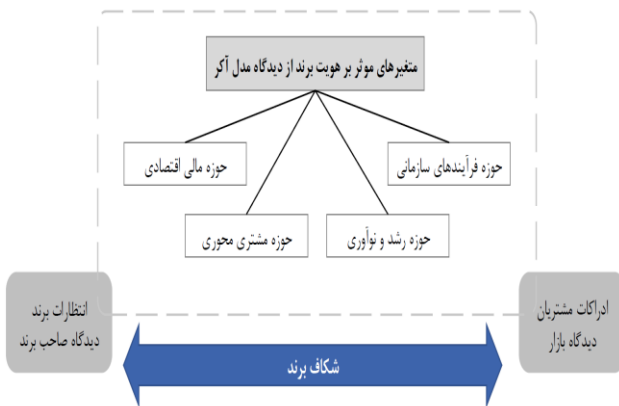 متغیرهای موثر بر هویت برند از دیدگاه مدل آکر
حوزه فرآیندهای سازمانی
حوزه مالی اقتصادی
حوزه رشد و نوآوری
حوزه مشتری محوری
ادراکات مشتریان
دیدگاه بازار
انتظارات برند
دیدگاه صاحب برند
شکاف برند